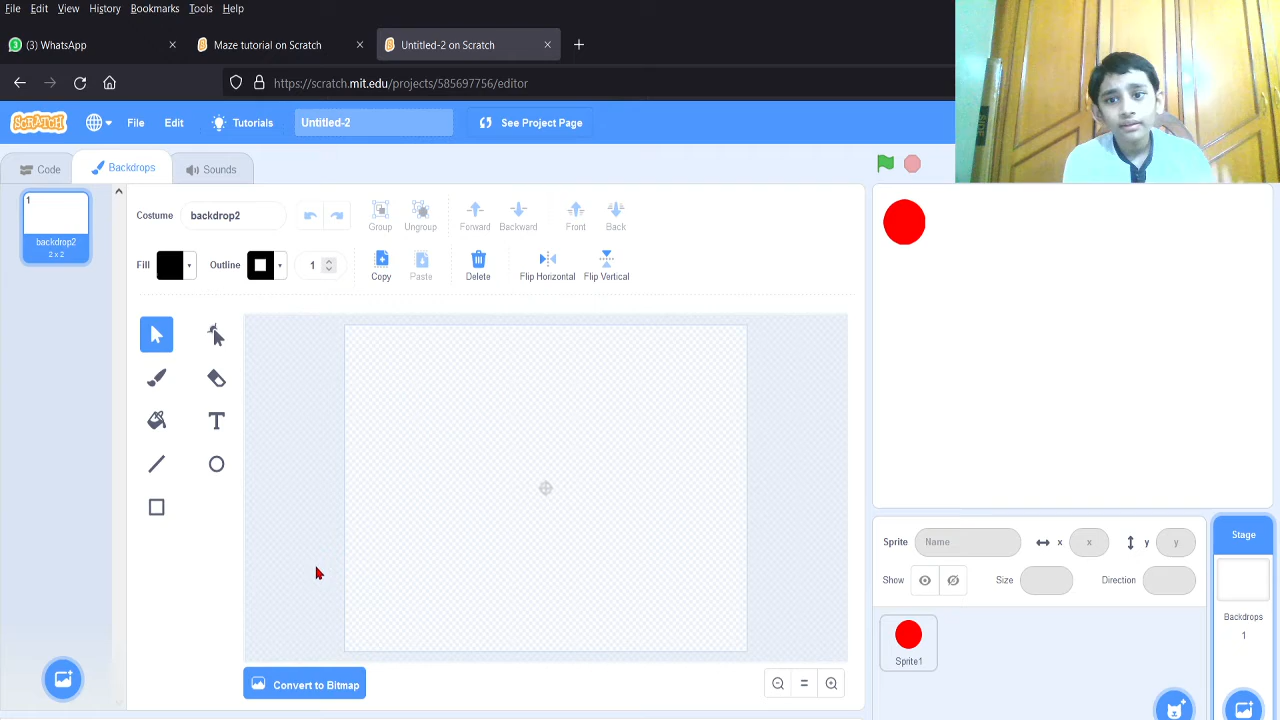 File Edit View History Bookmarks Tools Help
(3) WhatsApp Maze tutorial on Scratch Untitled-2 on Scratch
https://scratch.mit.edu/projects/585697756/editor
SCRATCH File Edit Tutorials Untitled-2 See Project Page
Code Backdrops Sounds
1
backdrop2
2 x 2
Costume backdrop2 Group Ungroup Forward Backward Front Back
Fill Outline 1 Copy Paste Delete Flip Horizontal Flip Vertical
T
Convert to Bitmap
Sprite Name x x y y
Show Size Direction
Sprite1
Stage
Backdrops
1